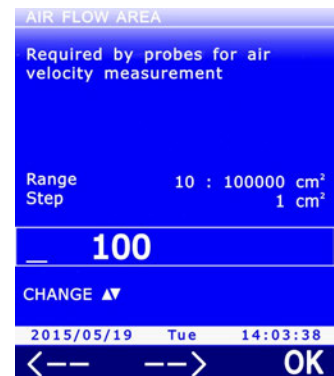 AIR FLOW AREA
Required by probes for air
velocity measurement
Range 10 : 100000 cm²
Step 1 cm²
_ 100
CHANGE ▲▼
2015/05/19 Tue 14:03:38
<-- --> OK